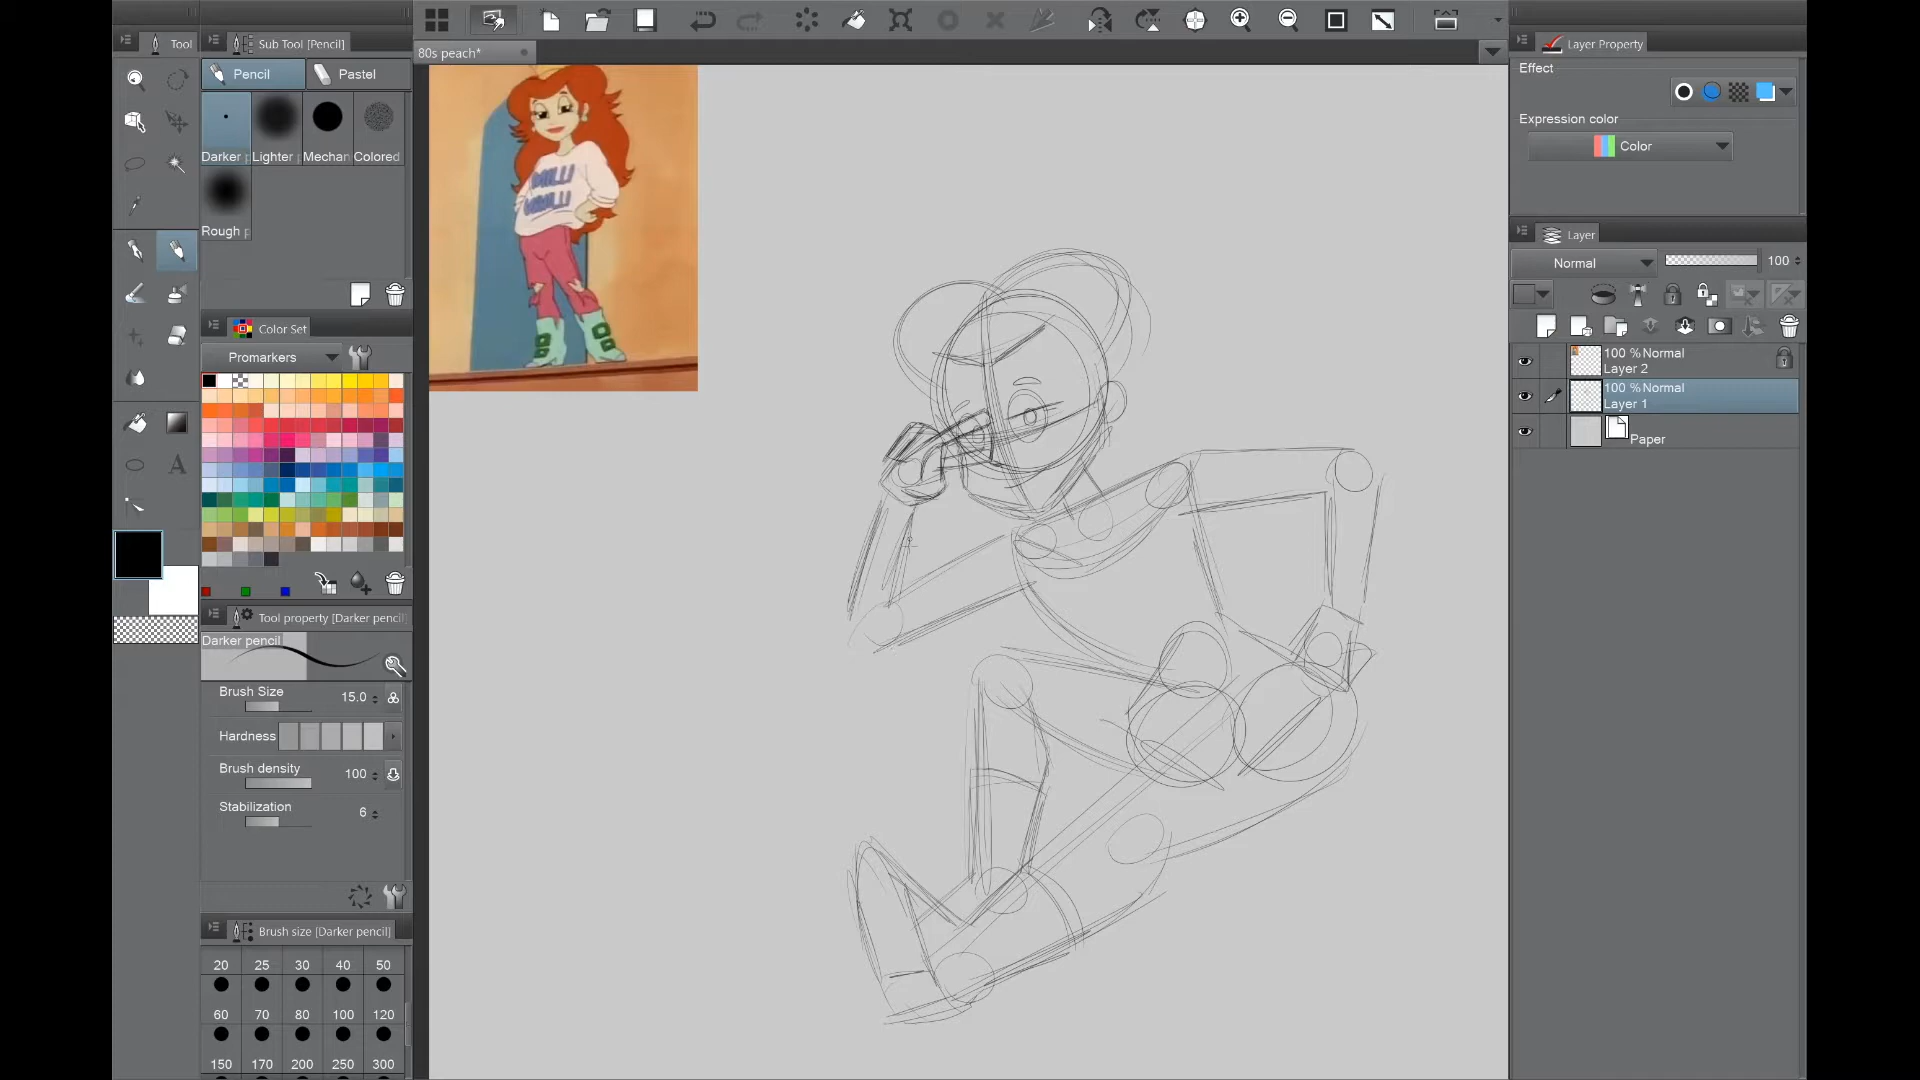 Tool
Sub Tool [Pencil]
Pencil
Pastel
Darker p
Lighter p
Mechan
Colored
Rough p
Color Set
Promarkers
Tool property [Darker pencil]
Darker pencil
Brush Size
15.0
Hardness
Brush density
100
Stabilization
6
Brush size [Darker pencil]
20 25 30 40 50
60 70 80 100 120
150 170 200 250 300
80s peach*
MILLI
VANILLI
Layer Property
Effect
Expression color
Color
Layer
Normal
100
100 % Normal
Layer 2
100 % Normal
Layer 1
Paper